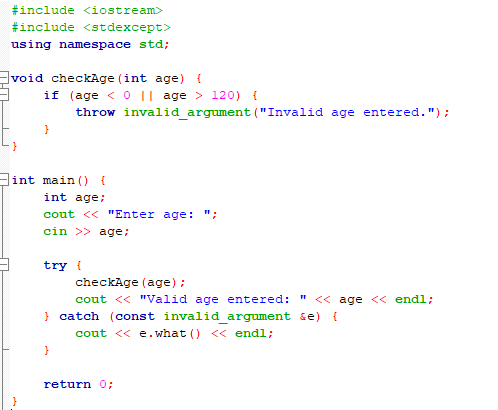 #include <iostream>
#include <stdexcept>
using namespace std;
void checkAge(int age) {
    if (age < 0 || age > 120) {
        throw invalid_argument("Invalid age entered.");
    }
}
int main() {
    int age;
    cout << "Enter age: ";
    cin >> age;
    try {
        checkAge(age);
        cout << "Valid age entered: " << age << endl;
    } catch (const invalid_argument &e) {
        cout << e.what() << endl;
    }
    return 0;
}